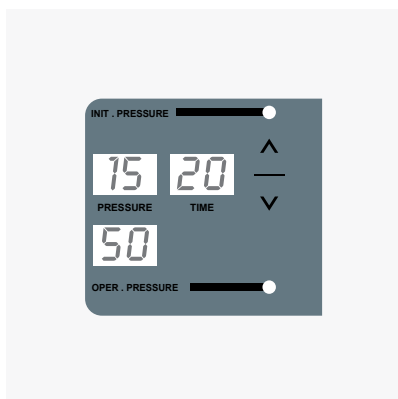 INIT . PRESSURE
15 20
PRESSURE TIME
50
OPER . PRESSURE